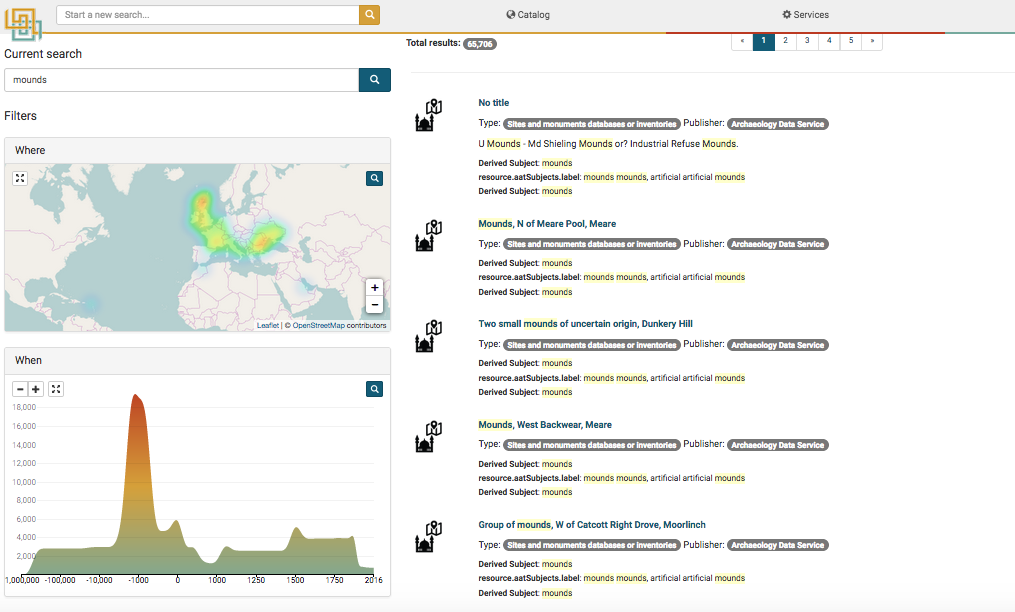 Start a new search...
Catalog
Services
Current search
mounds
Filters
Where
+
−
Leaflet | © OpenStreetMap contributors
When
− +
18,000
16,000
14,000
12,000
10,000
8,000
6,000
4,000
2,000
1,000,000 -100,000 -10,000 -1000 0 1000 1250 1500 1750 2016
Total results: 65,706
« 1 2 3 4 5 »
No title
Type: Sites and monuments databases or inventories Publisher: Archaeology Data Service
U Mounds - Md Shieling Mounds or? Industrial Refuse Mounds.
Derived Subject: mounds
resource.aatSubjects.label: mounds mounds, artificial artificial mounds
Derived Subject: mounds
Mounds, N of Meare Pool, Meare
Type: Sites and monuments databases or inventories Publisher: Archaeology Data Service
Derived Subject: mounds
resource.aatSubjects.label: mounds mounds, artificial artificial mounds
Derived Subject: mounds
Two small mounds of uncertain origin, Dunkery Hill
Type: Sites and monuments databases or inventories Publisher: Archaeology Data Service
Derived Subject: mounds
resource.aatSubjects.label: mounds mounds, artificial artificial mounds
Derived Subject: mounds
Mounds, West Backwear, Meare
Type: Sites and monuments databases or inventories Publisher: Archaeology Data Service
Derived Subject: mounds
resource.aatSubjects.label: mounds mounds, artificial artificial mounds
Derived Subject: mounds
Group of mounds, W of Catcott Right Drove, Moorlinch
Type: Sites and monuments databases or inventories Publisher: Archaeology Data Service
Derived Subject: mounds
resource.aatSubjects.label: mounds mounds, artificial artificial mounds
Derived Subject: mounds